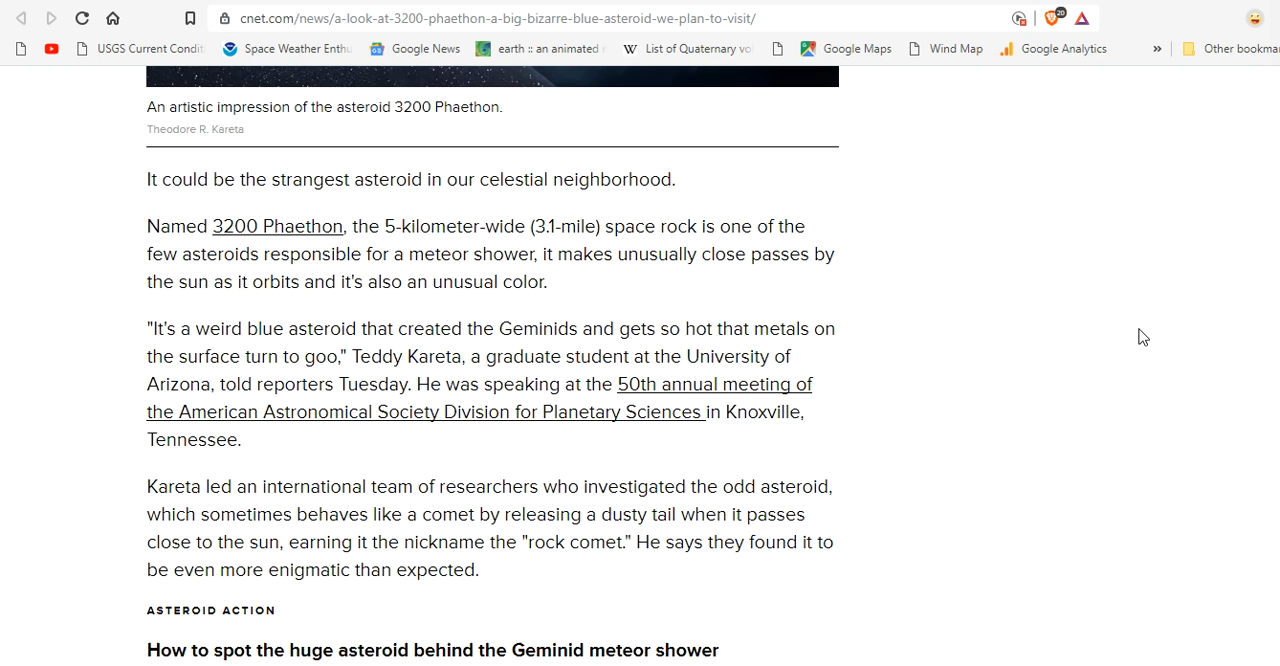 cnet.com/news/a-look-at-3200-phaethon-a-big-bizarre-blue-asteroid-we-plan-to-visit/
20
USGS Current Condit
Space Weather Enthu
Google News
earth :: an animated
List of Quaternary vo
Google Maps
Wind Map
Google Analytics
»
Other bookma
An artistic impression of the asteroid 3200 Phaethon.
Theodore R. Kareta
It could be the strangest asteroid in our celestial neighborhood.
Named 3200 Phaethon, the 5-kilometer-wide (3.1-mile) space rock is one of the
few asteroids responsible for a meteor shower, it makes unusually close passes by
the sun as it orbits and it's also an unusual color.
"It's a weird blue asteroid that created the Geminids and gets so hot that metals on
the surface turn to goo," Teddy Kareta, a graduate student at the University of
Arizona, told reporters Tuesday. He was speaking at the 50th annual meeting of
the American Astronomical Society Division for Planetary Sciences in Knoxville,
Tennessee.
Kareta led an international team of researchers who investigated the odd asteroid,
which sometimes behaves like a comet by releasing a dusty tail when it passes
close to the sun, earning it the nickname the "rock comet." He says they found it to
be even more enigmatic than expected.
ASTEROID ACTION
How to spot the huge asteroid behind the Geminid meteor shower